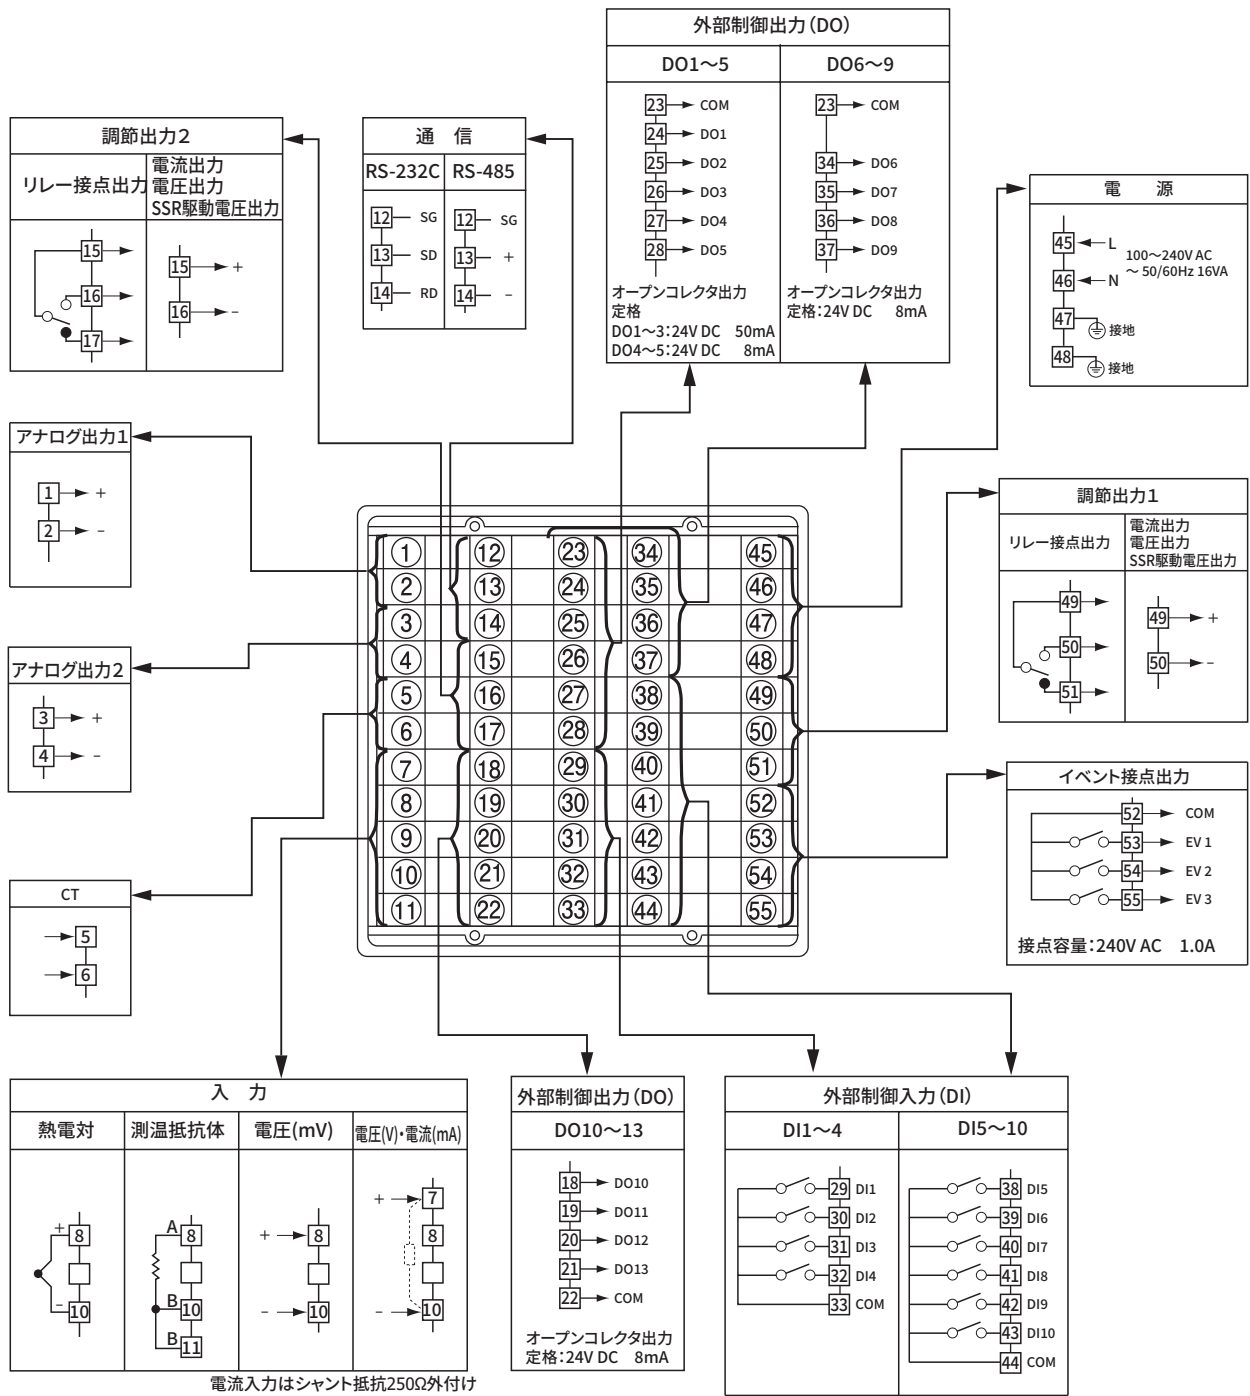 外部制御出力(DO)
DO1～5 DO6～9
23 COM
24 DO1
25 DO2
26 DO3
27 DO4
28 DO5
23 COM
34 DO6
35 DO7
36 DO8
37 DO9
オープンコレクタ出力
定格
DO1～3:24V DC 50mA
DO4～5:24V DC 8mA
オープンコレクタ出力
定格:24V DC 8mA
調節出力2
リレー接点出力
電流出力
電圧出力
SSR駆動電圧出力
15
16
17
15 +
16 -
通 信
RS-232C RS-485
12 SG
13 SD
14 RD
12 SG
13 +
14 -
電 源
45 L
46 N
100～240V AC
～ 50/60Hz 16VA
47 接地
48 接地
アナログ出力1
1 +
2 -
アナログ出力2
3 +
4 -
CT
5
6
1 12 23 34 45
2 13 24 35 46
3 14 25 36 47
4 15 26 37 48
5 16 27 38 49
6 17 28 39 50
7 18 29 40 51
8 19 30 41 52
9 20 31 42 53
10 21 32 43 54
11 22 33 44 55
調節出力1
リレー接点出力
電流出力
電圧出力
SSR駆動電圧出力
49
50
51
49 +
50 -
イベント接点出力
52 COM
53 EV 1
54 EV 2
55 EV 3
接点容量:240V AC 1.0A
入 力
熱電対 測温抵抗体 電圧(mV) 電圧(V)・電流(mA)
+ 8
- 10
A 8
B 10
B 11
+ 8
- 10
+ 7
8
- 10
電流入力はシャント抵抗250Ω外付け
外部制御出力(DO)
DO10～13
18 DO10
19 DO11
20 DO12
21 DO13
22 COM
オープンコレクタ出力
定格:24V DC 8mA
外部制御入力(DI)
DI1～4 DI5～10
29 DI1
30 DI2
31 DI3
32 DI4
33 COM
38 DI5
39 DI6
40 DI7
41 DI8
42 DI9
43 DI10
44 COM